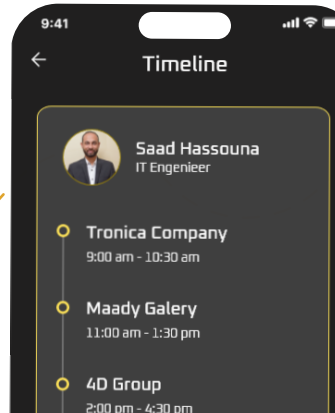 9:41
Timeline
Saad Hassouna
IT Engenieer
Tronica Company
9:00 am - 10:30 am
Maady Galery
11:00 am - 1:30 pm
4D Group
2:00 pm - 4:30 pm